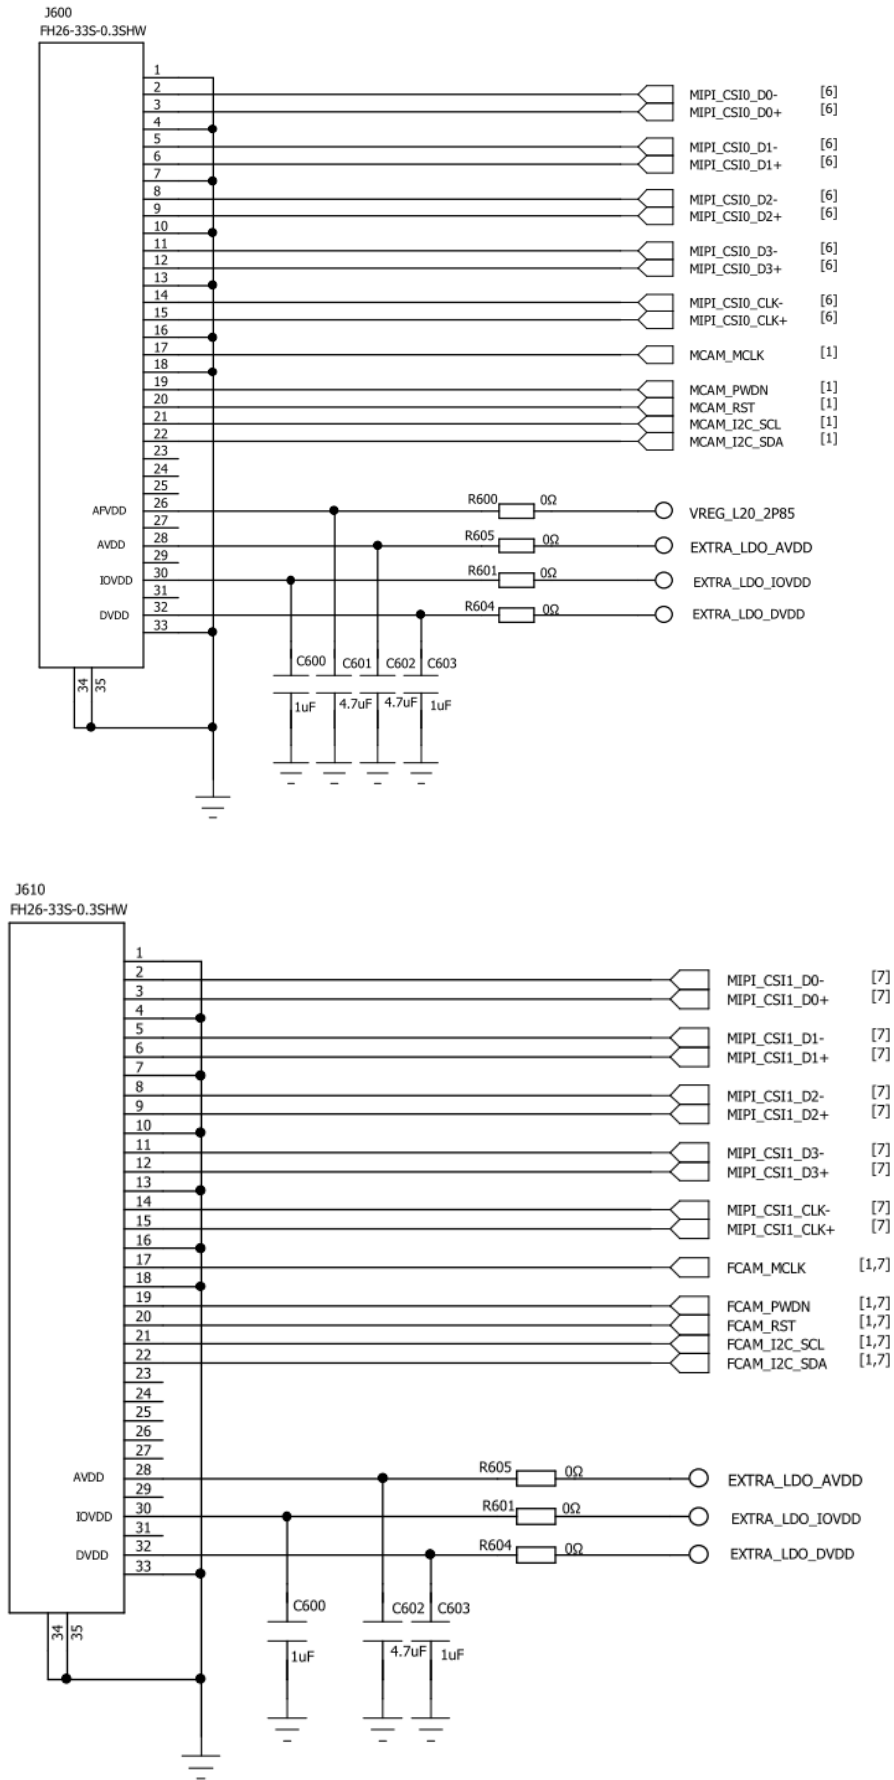 J600
FH26-33S-0.3SHW
1
2 MIPI_CSI0_D0- [6]
3 MIPI_CSI0_D0+ [6]
4
5 MIPI_CSI0_D1- [6]
6 MIPI_CSI0_D1+ [6]
7
8 MIPI_CSI0_D2- [6]
9 MIPI_CSI0_D2+ [6]
10
11 MIPI_CSI0_D3- [6]
12 MIPI_CSI0_D3+ [6]
13
14 MIPI_CSI0_CLK- [6]
15 MIPI_CSI0_CLK+ [6]
16
17 MCAM_MCLK [1]
18
19 MCAM_PWDN [1]
20 MCAM_RST [1]
21 MCAM_I2C_SCL [1]
22 MCAM_I2C_SDA [1]
23
24
25
AFVDD 26 R600 0Ω VREG_L20_2P85
27
AVDD 28 R605 0Ω EXTRA_LDO_AVDD
29
IOVDD 30 R601 0Ω EXTRA_LDO_IOVDD
31
DVDD 32 R604 0Ω EXTRA_LDO_DVDD
33
34 35 C600 C601 C602 C603
1uF 4.7uF 4.7uF 1uF
J610
FH26-33S-0.3SHW
1
2 MIPI_CSI1_D0- [7]
3 MIPI_CSI1_D0+ [7]
4
5 MIPI_CSI1_D1- [7]
6 MIPI_CSI1_D1+ [7]
7
8 MIPI_CSI1_D2- [7]
9 MIPI_CSI1_D2+ [7]
10
11 MIPI_CSI1_D3- [7]
12 MIPI_CSI1_D3+ [7]
13
14 MIPI_CSI1_CLK- [7]
15 MIPI_CSI1_CLK+ [7]
16
17 FCAM_MCLK [1,7]
18
19 FCAM_PWDN [1,7]
20 FCAM_RST [1,7]
21 FCAM_I2C_SCL [1,7]
22 FCAM_I2C_SDA [1,7]
23
24
25
26
27
AVDD 28 R605 0Ω EXTRA_LDO_AVDD
29
IOVDD 30 R601 0Ω EXTRA_LDO_IOVDD
31
DVDD 32 R604 0Ω EXTRA_LDO_DVDD
33
34 35 C600 C602 C603
1uF 4.7uF 1uF